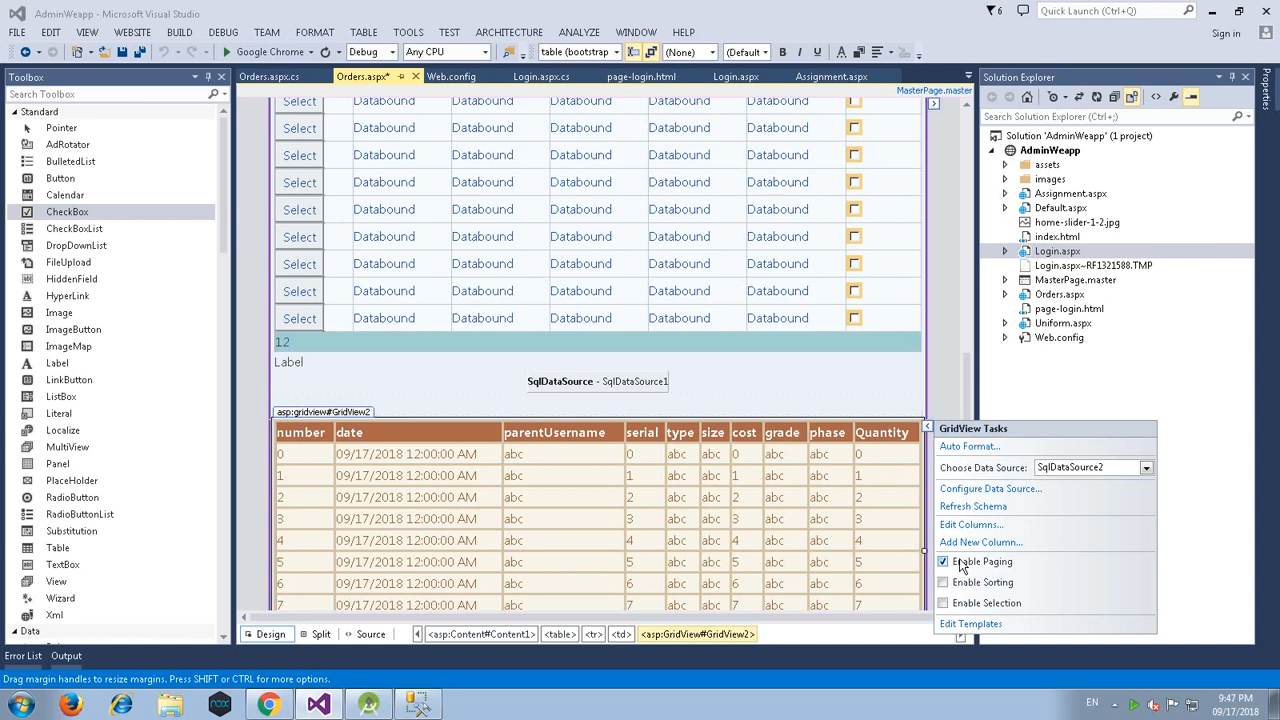 AdminWeapp - Microsoft Visual Studio
6
Quick Launch (Ctrl+Q)
FILE EDIT VIEW WEBSITE BUILD DEBUG TEAM FORMAT TABLE TOOLS TEST ARCHITECTURE ANALYZE WINDOW HELP
Sign in
Google Chrome Debug Any CPU table (bootstrap (None) (Default) B I U A
Toolbox
Search Toolbox
Standard
Pointer
AdRotator
BulletedList
Button
Calendar
CheckBox
CheckBoxList
DropDownList
FileUpload
HiddenField
HyperLink
Image
ImageButton
ImageMap
Label
LinkButton
ListBox
Literal
Localize
MultiView
Panel
PlaceHolder
RadioButton
RadioButtonList
Substitution
Table
TextBox
View
Wizard
Xml
Data
Orders.aspx.cs Orders.aspx* Web.config Login.aspx.cs page-login.html Login.aspx Assignment.aspx
MasterPage.master
Select Databound Databound Databound Databound Databound
Select Databound Databound Databound Databound Databound
Select Databound Databound Databound Databound Databound
Select Databound Databound Databound Databound Databound
Select Databound Databound Databound Databound Databound
Select Databound Databound Databound Databound Databound
Select Databound Databound Databound Databound Databound
Select Databound Databound Databound Databound Databound
Select Databound Databound Databound Databound Databound
12
Label
SqlDataSource - SqlDataSource1
asp:gridview#GridView2
number date parentUsername serial type size cost grade phase Quantity
0 09/17/2018 12:00:00 AM abc 0 abc abc 0 abc abc 0
1 09/17/2018 12:00:00 AM abc 1 abc abc 1 abc abc 1
2 09/17/2018 12:00:00 AM abc 2 abc abc 2 abc abc 2
3 09/17/2018 12:00:00 AM abc 3 abc abc 3 abc abc 3
4 09/17/2018 12:00:00 AM abc 4 abc abc 4 abc abc 4
5 09/17/2018 12:00:00 AM abc 5 abc abc 5 abc abc 5
6 09/17/2018 12:00:00 AM abc 6 abc abc 6 abc abc 6
7 09/17/2018 12:00:00 AM abc 7 abc abc 7 abc abc 7
GridView Tasks
Auto Format...
Choose Data Source: SqlDataSource2
Configure Data Source...
Refresh Schema
Edit Columns...
Add New Column...
Enable Paging
Enable Sorting
Enable Selection
Edit Templates
Design Split Source <asp:Content#Content1> <table> <tr> <td> <asp:GridView#GridView2>
Solution Explorer
Search Solution Explorer (Ctrl+;)
Solution 'AdminWeapp' (1 project)
AdminWeapp
assets
images
Assignment.aspx
Default.aspx
home-slider-1-2.jpg
index.html
Login.aspx
Login.aspx~RF1321588.TMP
MasterPage.master
Orders.aspx
page-login.html
Uniform.aspx
Web.config
Properties
Error List Output
Drag margin handles to resize margins. Press SHIFT or CTRL for more options.
nox
EN
9:47 PM
09/17/2018